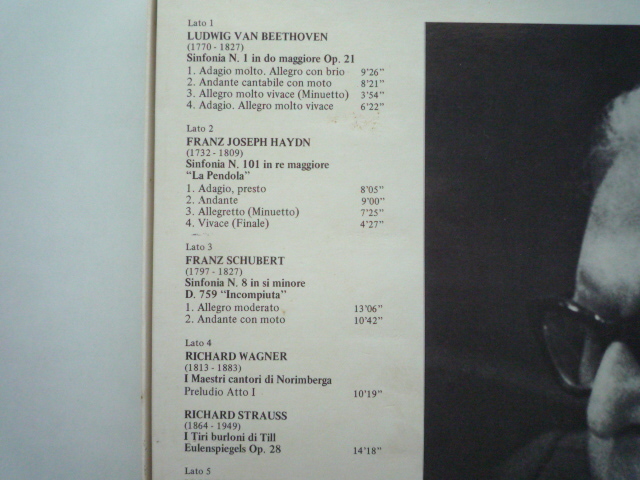 Lato 1
LUDWIG VAN BEETHOVEN
(1770 - 1827)
Sinfonia N. 1 in do maggiore Op. 21
1. Adagio molto. Allegro con brio 9'26"
2. Andante cantabile con moto 8'21"
3. Allegro molto vivace (Minuetto) 3'54"
4. Adagio. Allegro molto vivace 6'22"
Lato 2
FRANZ JOSEPH HAYDN
(1732 - 1809)
Sinfonia N. 101 in re maggiore
"La Pendola"
1. Adagio, presto 8'05"
2. Andante 9'00"
3. Allegretto (Minuetto) 7'25"
4. Vivace (Finale) 4'27"
Lato 3
FRANZ SCHUBERT
(1797 - 1827)
Sinfonia N. 8 in si minore
D. 759 "Incompiuta"
1. Allegro moderato 13'06"
2. Andante con moto 10'42"
Lato 4
RICHARD WAGNER
(1813 - 1883)
I Maestri cantori di Norimberga
Preludio Atto I 10'19"
RICHARD STRAUSS
(1864 - 1949)
I Tiri burloni di Till
Eulenspiegels Op. 28 14'18"
Lato 5